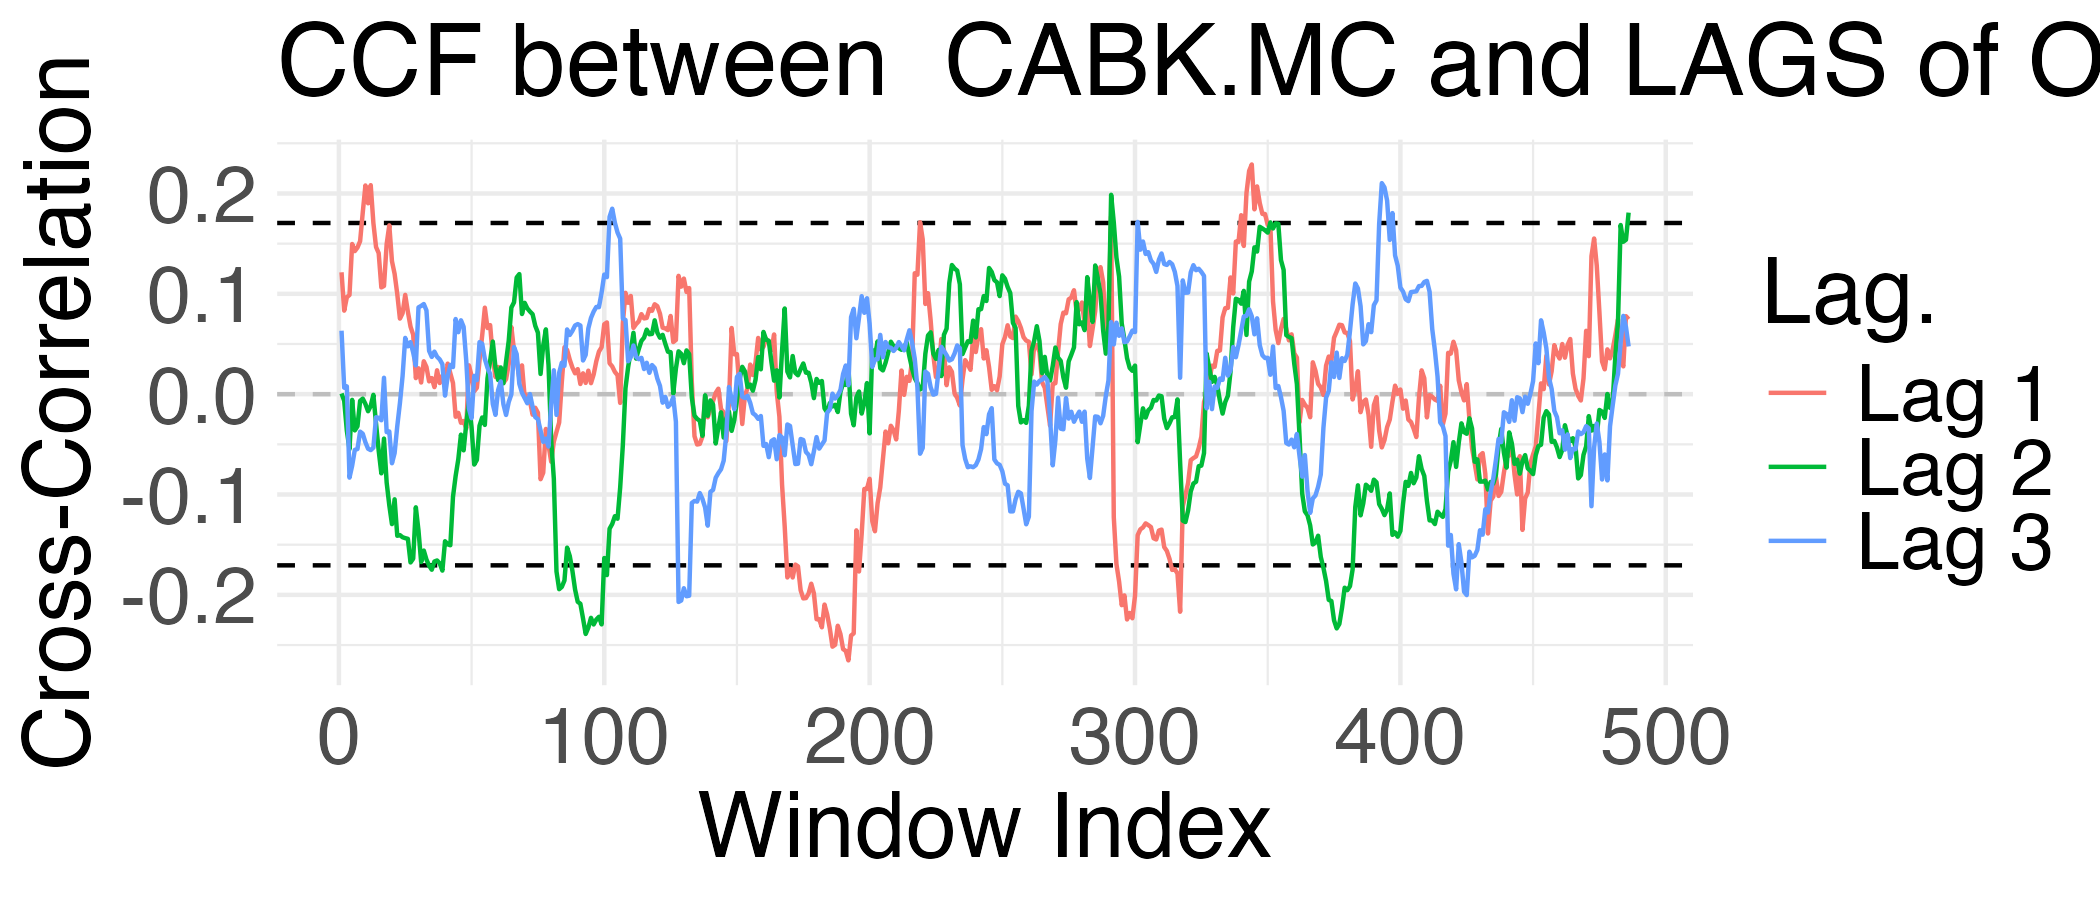 CCF between  CABK.MC and LAGS of O
Cross-Correlation
0.2
0.1
0.0
-0.1
-0.2
0 100 200 300 400 500
Window Index
Lag.
Lag 1
Lag 2
Lag 3